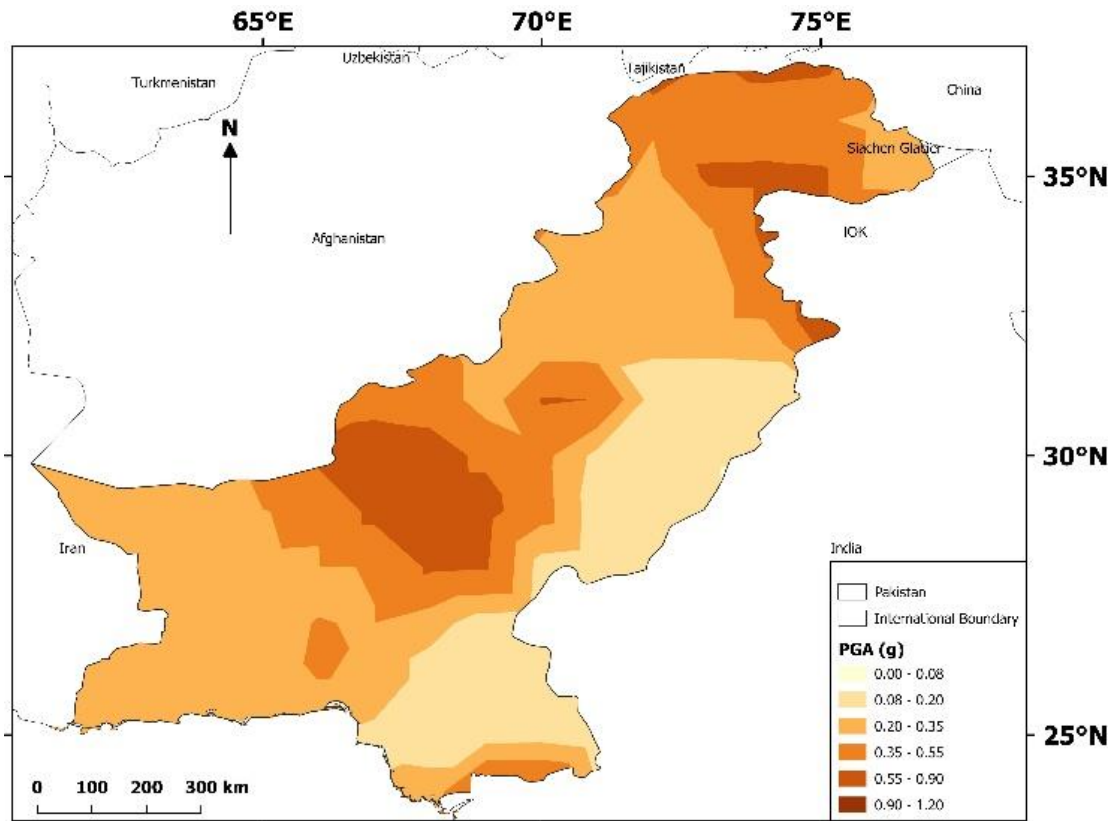 65°E 70°E 75°E
Uzbekistan
Turkmenistan
Tajikistan
China
N
Siachen Glacier
35°N
Afghanistan
IOK
30°N
Iran
India
Pakistan
International Boundary
PGA (g)
0.00 - 0.08
0.08 - 0.20
0.20 - 0.35
25°N
0.35 - 0.55
0.55 - 0.90
0.90 - 1.20
0 100 200 300 km